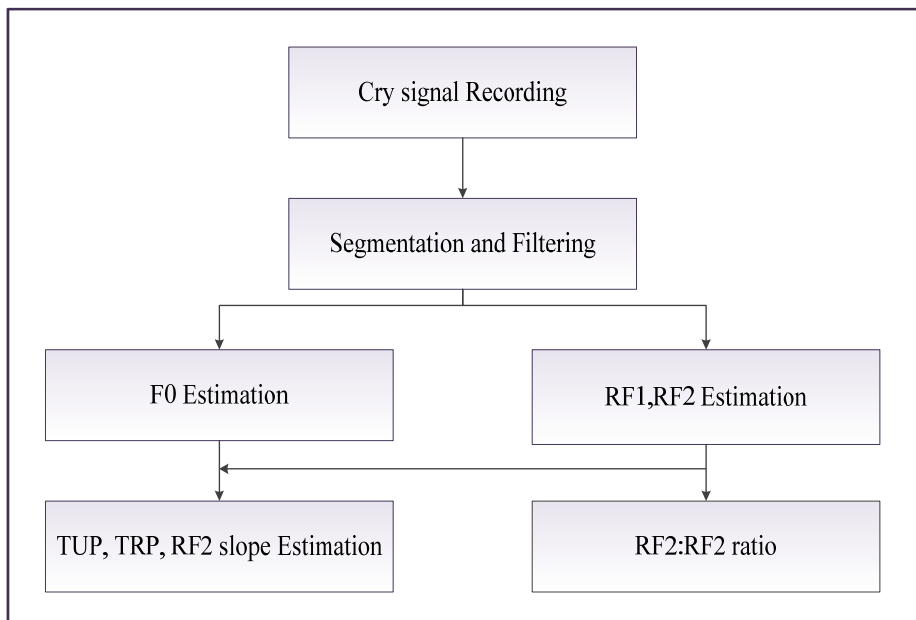 Cry signal Recording
Segmentation and Filtering
F0 Estimation
RF1,RF2 Estimation
TUP, TRP, RF2 slope Estimation
RF2:RF2 ratio